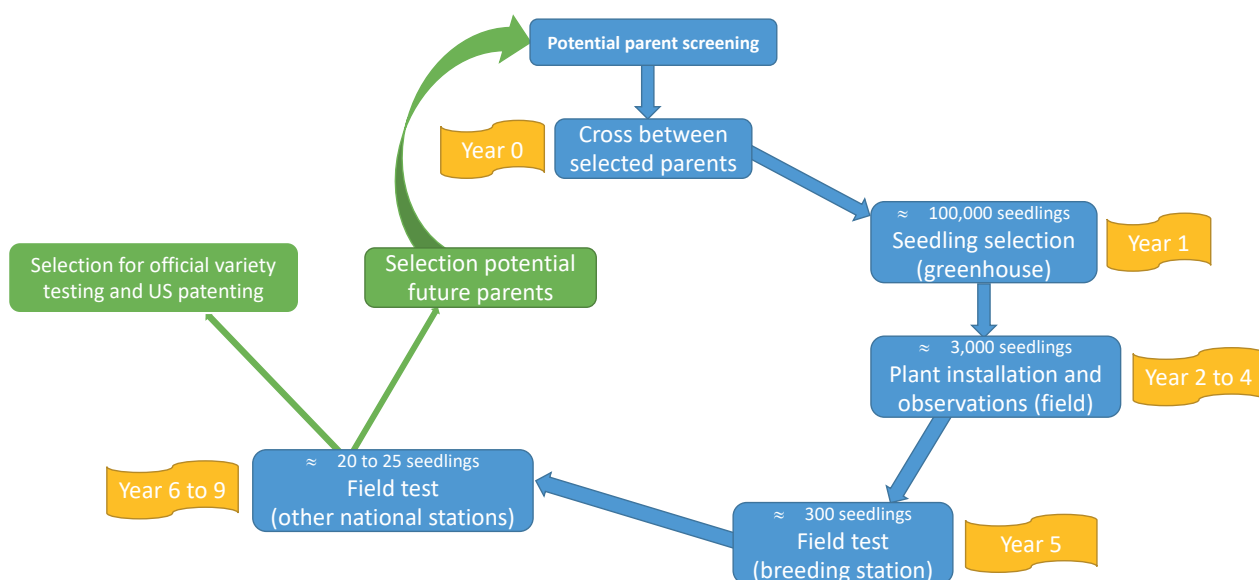 Potential parent screening
Year 0
Cross between
selected parents
≈ 100,000 seedlings
Seedling selection
(greenhouse)
Year 1
Selection for official variety
testing and US patenting
Selection potential
future parents
≈ 3,000 seedlings
Plant installation and
observations (field)
Year 2 to 4
Year 6 to 9
≈ 20 to 25 seedlings
Field test
(other national stations)
≈ 300 seedlings
Field test
(breeding station)
Year 5